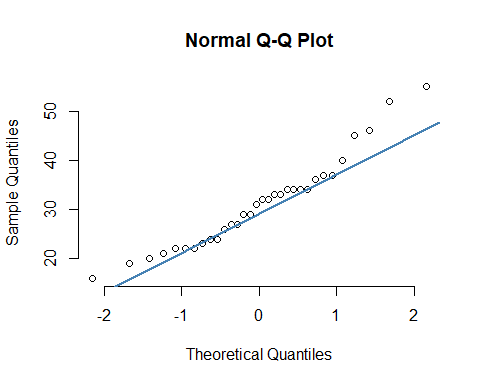 Normal Q-Q Plot
Sample Quantiles
50
40
30
20
-2 -1 0 1 2
Theoretical Quantiles